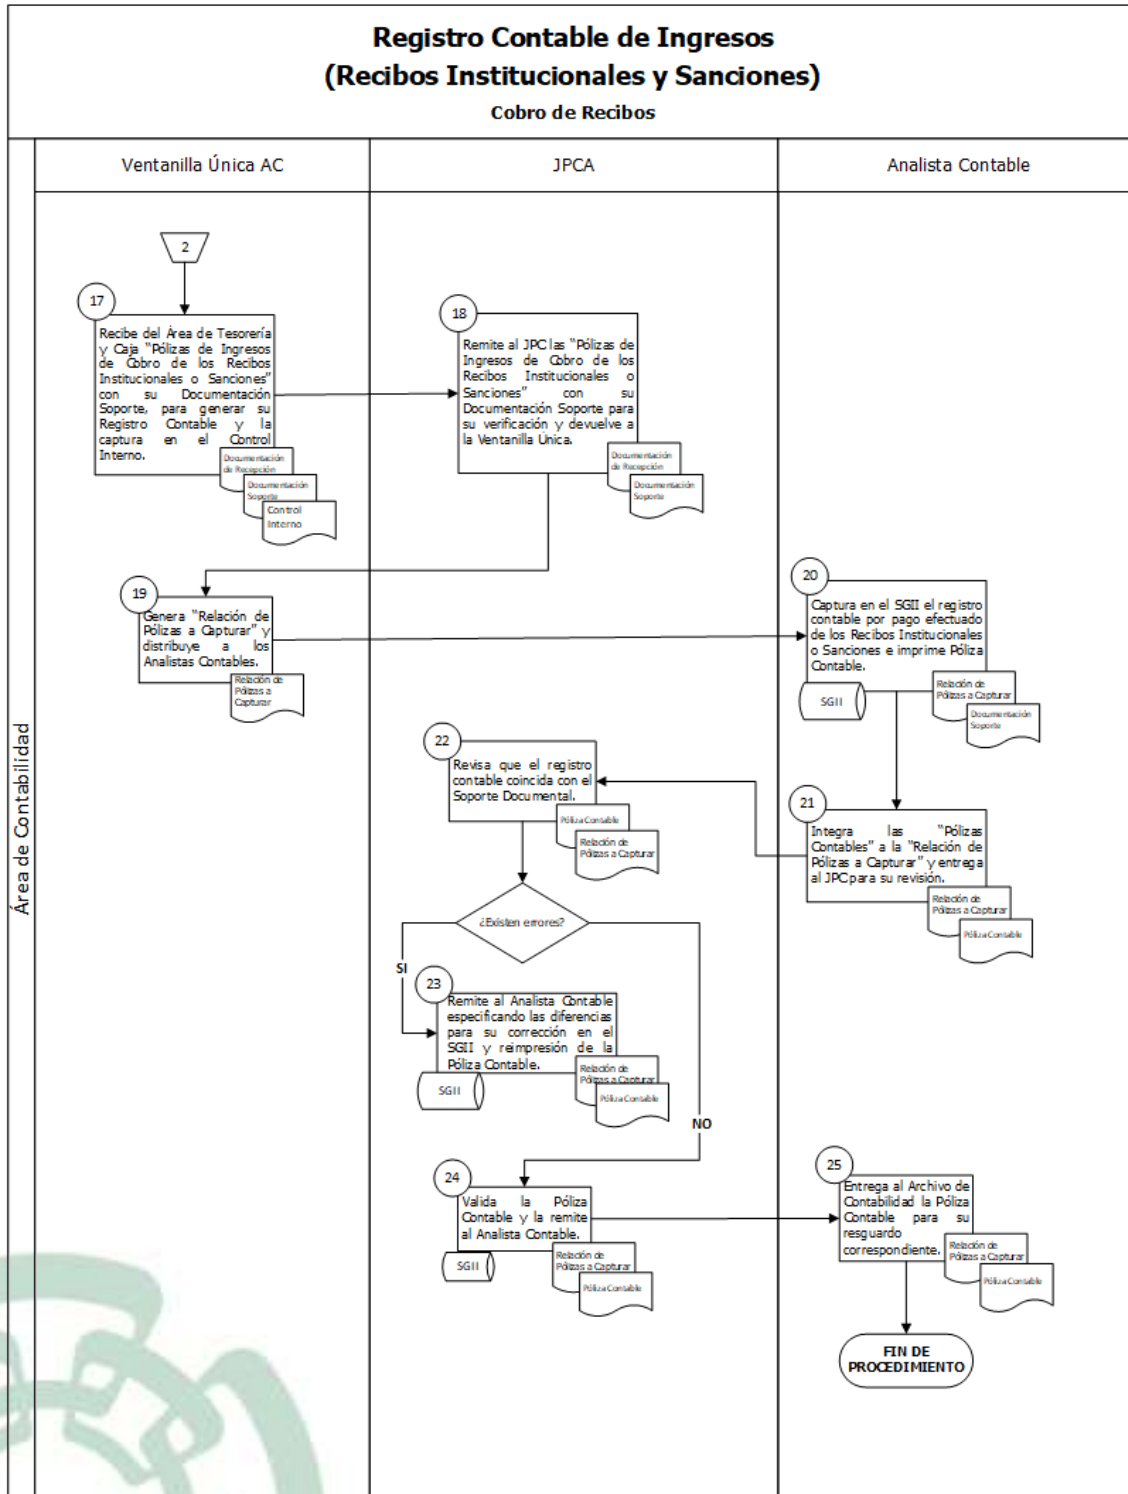 Registro Contable de Ingresos
(Recibos Institucionales y Sanciones)
Cobro de Recibos
Área de Contabilidad
Ventanilla Única AC
JPCA
Analista Contable
2
17
Recibe del Área de Tesorería
y Caja “Pólizas de Ingresos
de Cobro de los Recibos
Institucionales o Sanciones”
con su Documentación
Soporte, para generar su
Registro Contable y la
captura en el Control
Interno.
Documentación
de Recepción
Documentación
Soporte
Control
Interno
18
Remite al JPC las “Pólizas de
Ingresos de Cobro de los
Recibos Institucionales o
Sanciones” con su
Documentación Soporte para
su verificación y devuelve a
la Ventanilla Única.
Documentación
de Recepción
Documentación
Soporte
19
Genera “Relación de
Pólizas a Capturar” y
distribuye a los
Analistas Contables.
Relación de
Pólizas a
Capturar
20
Captura en el SGII el registro
contable por pago efectuado
de los Recibos Institucionales
o Sanciones e imprime Póliza
Contable.
SGII
Relación de
Pólizas a Capturar
Documentación
Soporte
21
Integra las “Pólizas
Contables” a la “Relación de
Pólizas a Capturar” y entrega
al JPC para su revisión.
Relación de
Pólizas a Capturar
Póliza Contable
22
Revisa que el registro
contable coincida con el
Soporte Documental.
Póliza Contable
Relación de
Pólizas a Capturar
¿Existen errores?
SI
23
Remite al Analista Contable
especificando las diferencias
para su corrección en el
SGII y reimpresión de la
Póliza Contable.
SGII
Relación de
Pólizas a Capturar
Póliza Contable
NO
24
Valida la Póliza
Contable y la remite
al Analista Contable.
SGII
Relación de
Pólizas a Capturar
Póliza Contable
25
Entrega al Archivo de
Contabilidad la Póliza
Contable para su
resguardo
correspondiente.
Relación de
Pólizas a Capturar
Póliza Contable
FIN DE
PROCEDIMIENTO